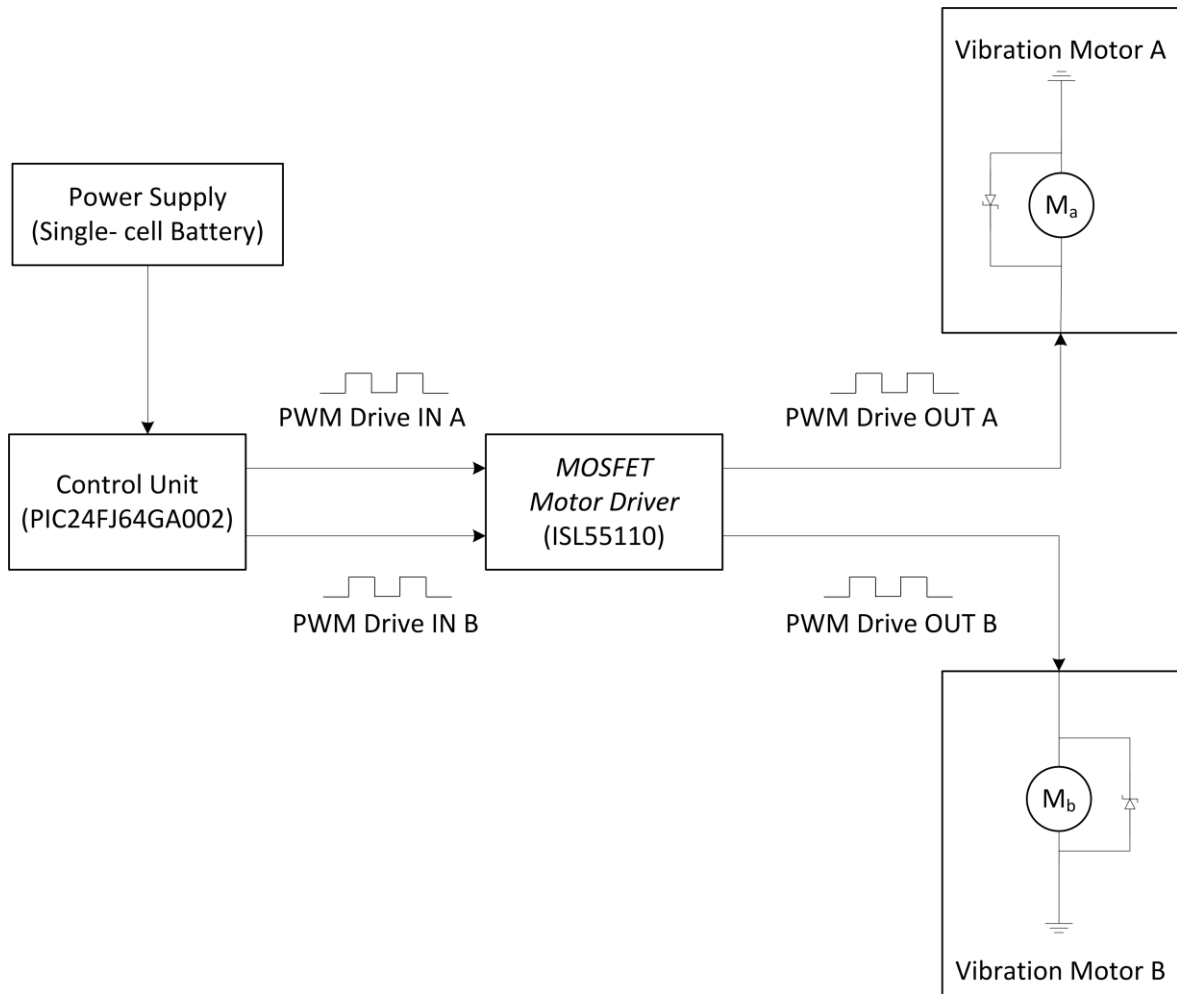 Vibration Motor A
Mₐ
Power Supply
(Single- cell Battery)
PWM Drive IN A
PWM Drive OUT A
Control Unit
(PIC24FJ64GA002)
MOSFET
Motor Driver
(ISL55110)
PWM Drive IN B
PWM Drive OUT B
M_b
Vibration Motor B